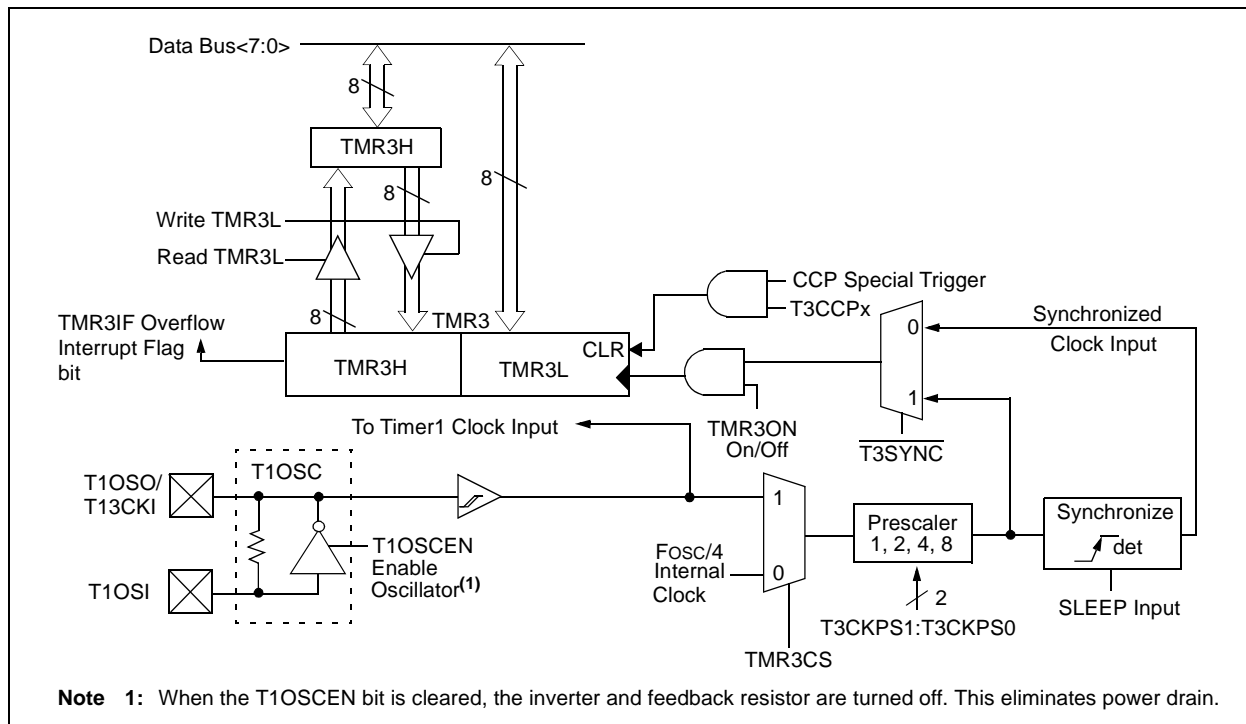 Data Bus<7:0>
8
TMR3H
8
8
Write TMR3L
Read TMR3L
CCP Special Trigger
T3CCPx
8
TMR3
TMR3IF Overflow
Interrupt Flag
bit
TMR3H
TMR3L
CLR
0
1
Synchronized
Clock Input
To Timer1 Clock Input
TMR3ON
On/Off
T3SYNC
T1OSO/
T13CKI
T1OSC
1
Prescaler
1, 2, 4, 8
Synchronize
det
T1OSCEN
Enable
Oscillator(1)
FOSC/4
Internal
Clock
0
T1OSI
2
SLEEP Input
T3CKPS1:T3CKPS0
TMR3CS
Note 1: When the T1OSCEN bit is cleared, the inverter and feedback resistor are turned off. This eliminates power drain.